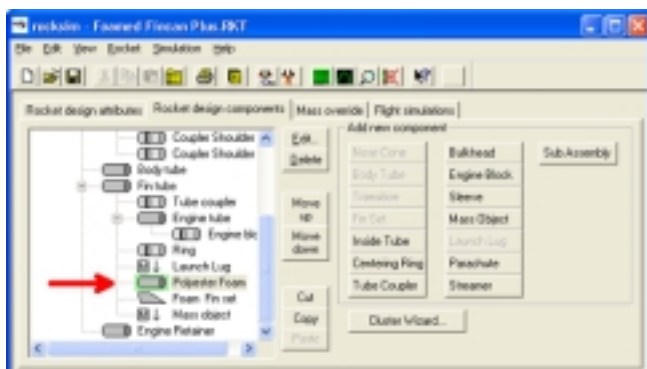 rocksim - Foamed Fincan Plus.RKT
File Edit View Rocket Simulation Help
Rocket design attributes Rocket design components Mass override Flight simulations
Coupler Shoulder
Coupler Shoulder
Body tube
Fin tube
Tube coupler
Engine tube
Engine blc
Ring
Launch Lug
Polyester Foam
Foam Fin set
Mass object
Engine Retainer
Edit...
Delete
Move up
Move down
Cut
Copy
Paste
Add new component
Nose Cone Bulkhead Sub Assembly
Body Tube Engine Block
Transition Sleeve
Fin Set Mass Object
Inside Tube Launch Lug
Centering Ring Parachute
Tube Coupler Streamer
Cluster Wizard...